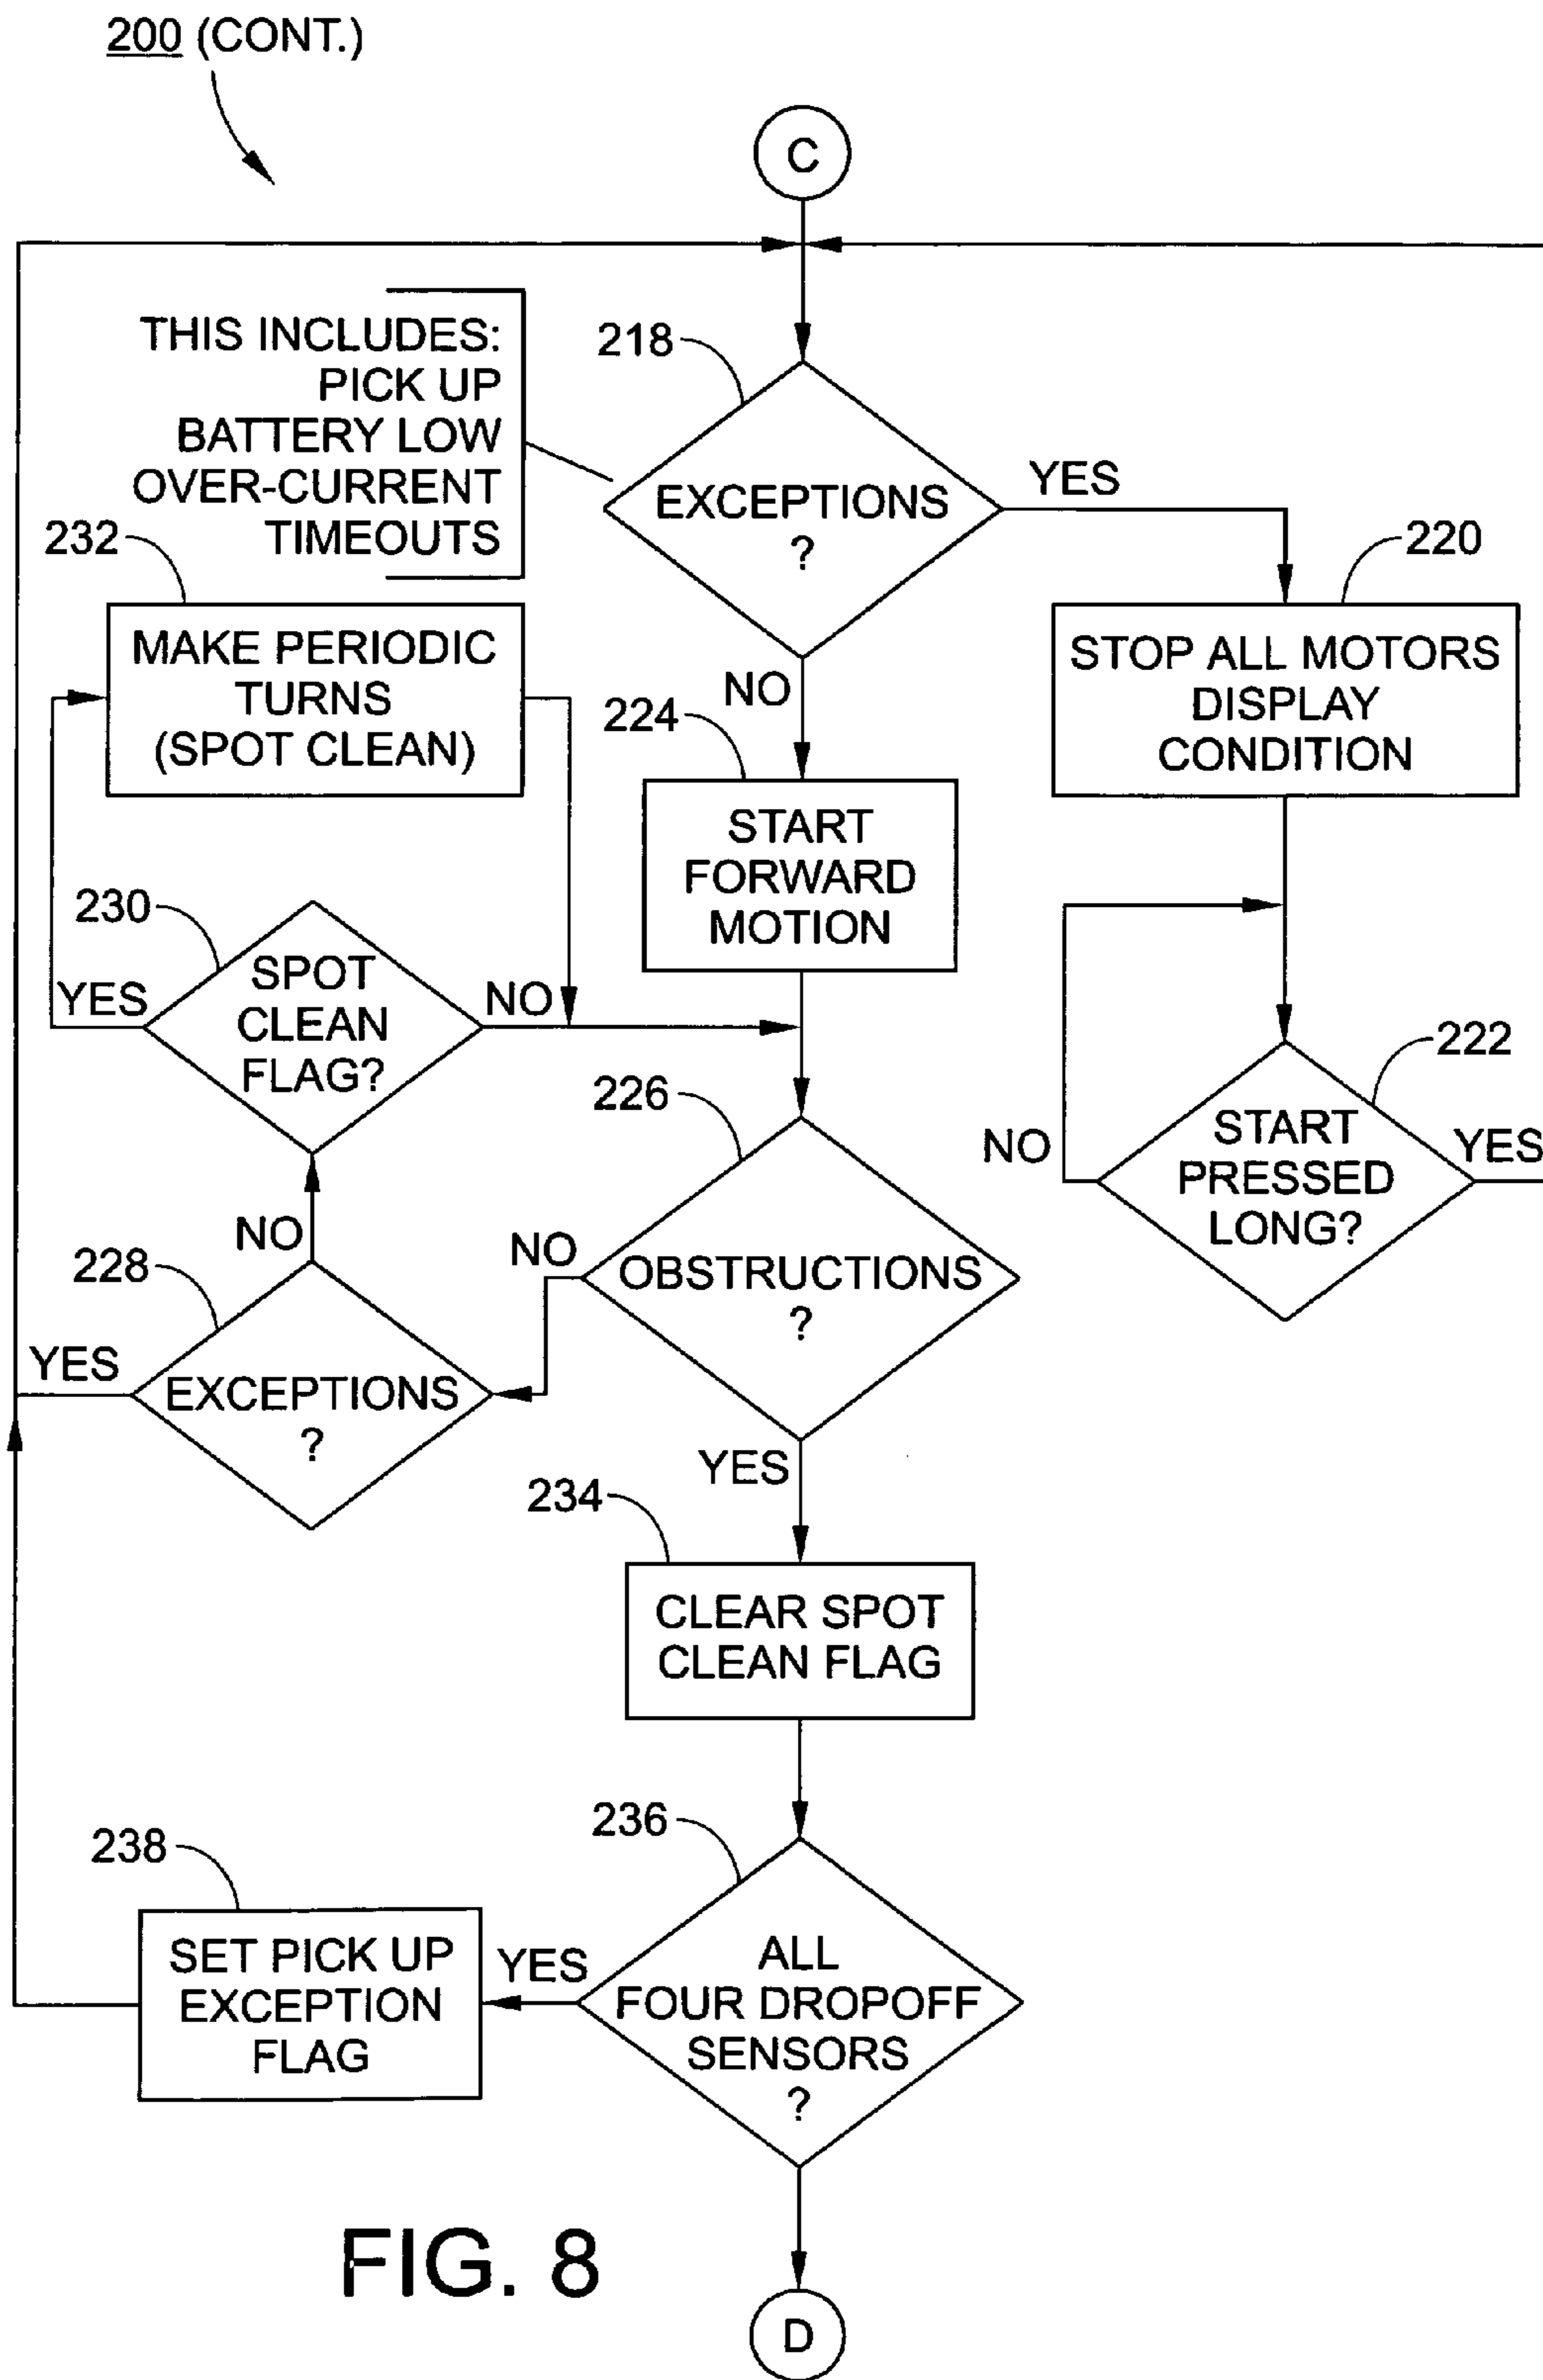 200 (CONT.)
C
THIS INCLUDES:
PICK UP
BATTERY LOW
OVER-CURRENT
TIMEOUTS
218
EXCEPTIONS
?
YES
NO
220
STOP ALL MOTORS
DISPLAY
CONDITION
232
MAKE PERIODIC
TURNS
(SPOT CLEAN)
224
START
FORWARD
MOTION
230
SPOT
CLEAN
FLAG?
YES
NO
222
START
PRESSED
LONG?
NO
YES
226
OBSTRUCTIONS
?
NO
YES
228
EXCEPTIONS
?
NO
YES
234
CLEAR SPOT
CLEAN FLAG
236
ALL
FOUR DROPOFF
SENSORS
?
YES
238
SET PICK UP
EXCEPTION
FLAG
FIG. 8
D